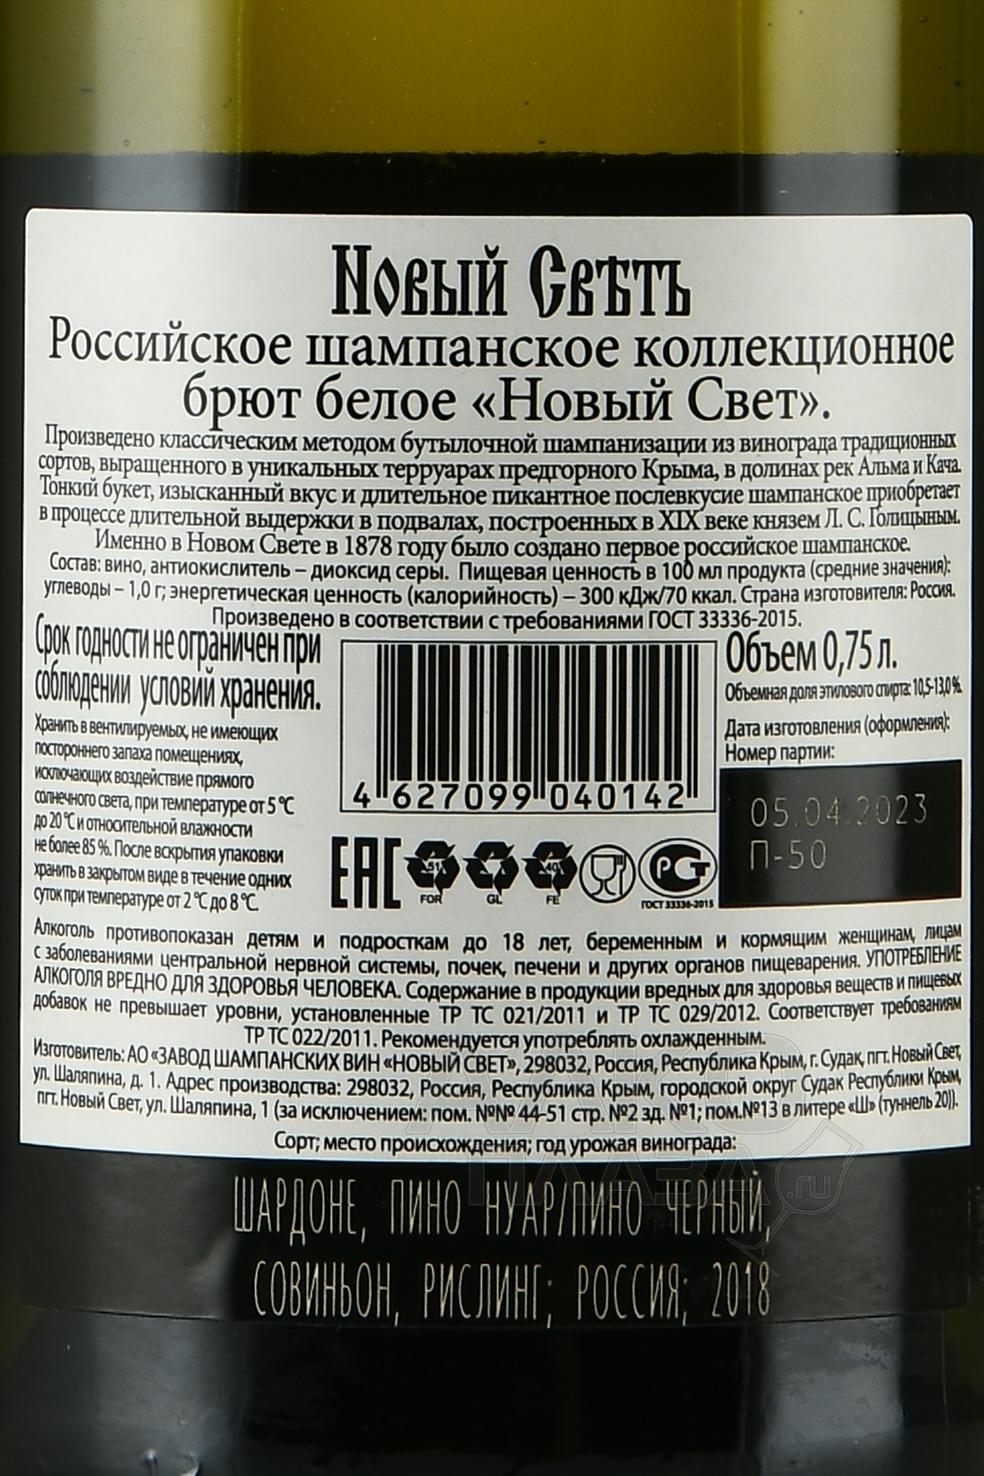 Новый Свѣтъ
Российское шампанское коллекционное
брют белое «Новый Свет».
Произведено классическим методом бутылочной шампанизации из винограда традиционных
сортов, выращенного в уникальных терруарах предгорного Крыма, в долинах рек Альма и Кача.
Тонкий букет, изысканный вкус и длительное пикантное послевкусие шампанское приобретает
в процессе длительной выдержки в подвалах, построенных в XIX веке князем Л. С. Голицыным.
Именно в Новом Свете в 1878 году было создано первое российское шампанское.
Состав: вино, антиокислитель – диоксид серы. Пищевая ценность в 100 мл продукта (средние значения):
углеводы – 1,0 г; энергетическая ценность (калорийность) – 300 кДж/70 ккал. Страна изготовителя: Россия.
Произведено в соответствии с требованиями ГОСТ 33336-2015.
Срок годности не ограничен при
соблюдении условий хранения.
Хранить в вентилируемых, не имеющих
постороннего запаха помещениях,
исключающих воздействие прямого
солнечного света, при температуре от 5 °С
до 20 °С и относительной влажности
не более 85 %. После вскрытия упаковки
хранить в закрытом виде в течение одних
суток при температуре от 2 °С до 8 °С.
4 627099 040142
Объем 0,75 л.
Объемная доля этилового спирта: 10,5-13,0 %.
Дата изготовления (оформления):
Номер партии:
05.04.2023
П-50
ЕАС
51
FOR
GL
40
FE
РСТ
ГОСТ 33336-2015
Алкоголь противопоказан детям и подросткам до 18 лет, беременным и кормящим женщинам, лицам
с заболеваниями центральной нервной системы, почек, печени и других органов пищеварения. УПОТРЕБЛЕНИЕ
АЛКОГОЛЯ ВРЕДНО ДЛЯ ЗДОРОВЬЯ ЧЕЛОВЕКА. Содержание в продукции вредных для здоровья веществ и пищевых
добавок не превышает уровни, установленные ТР ТС 021/2011 и ТР ТС 029/2012. Соответствует требованиям
ТР ТС 022/2011. Рекомендуется употреблять охлажденным.
Изготовитель: АО «ЗАВОД ШАМПАНСКИХ ВИН «НОВЫЙ СВЕТ», 298032, Россия, Республика Крым, г. Судак, пгт. Новый Свет,
ул. Шаляпина, д. 1. Адрес производства: 298032, Россия, Республика Крым, городской округ Судак Республики Крым,
пгт. Новый Свет, ул. Шаляпина, 1 (за исключением: пом. №№ 44-51 стр. №2 зд. №1; пом.№13 в литере «Ш» (туннель 20)).
Сорт; место происхождения; год урожая винограда:
ШАРДОНЕ, ПИНО НУАР/ПИНО ЧЕРНЫЙ,
СОВИНЬОН, РИСЛИНГ; РОССИЯ; 2018